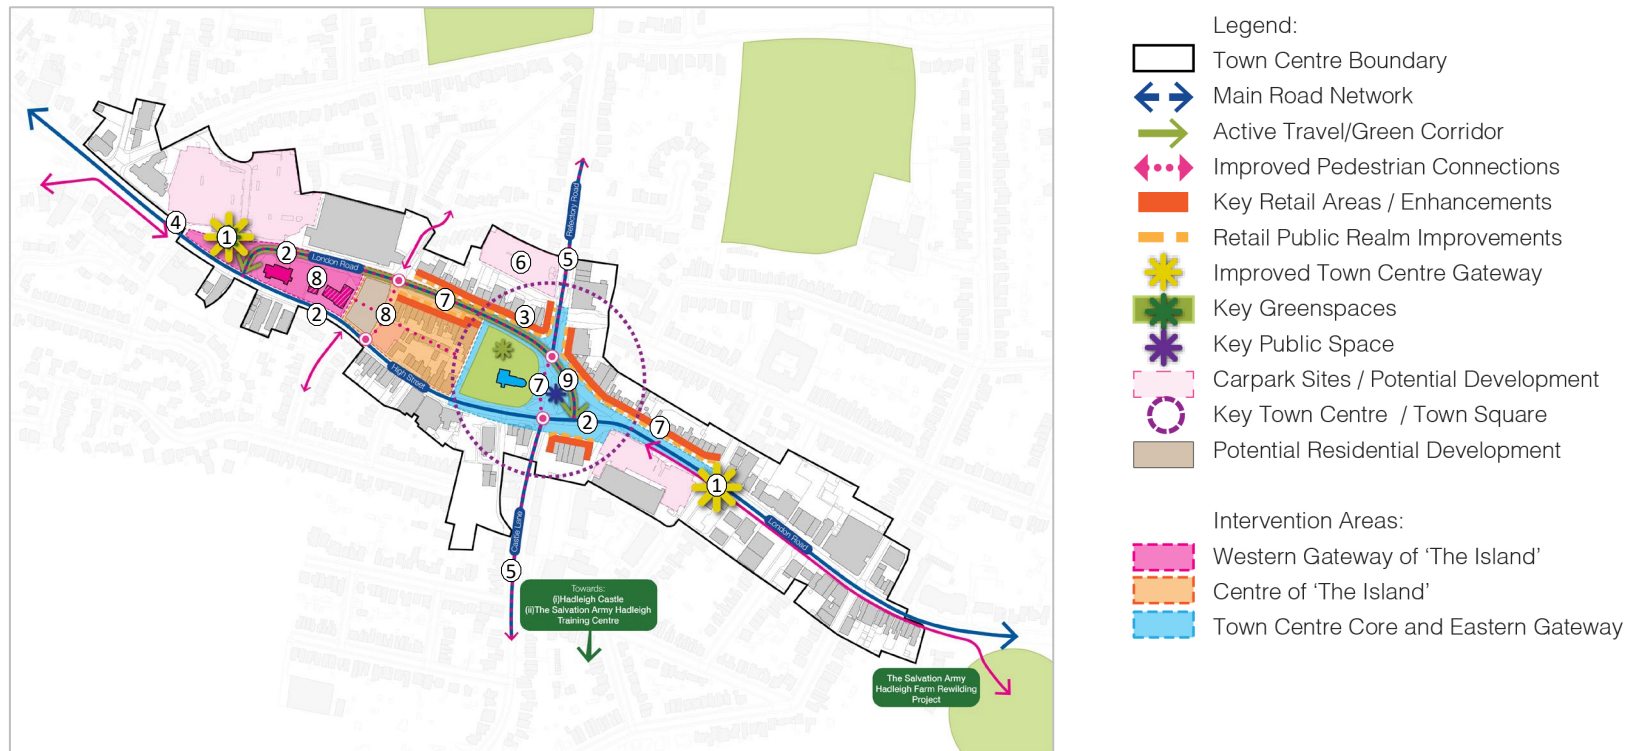 Legend:
Town Centre Boundary
Main Road Network
Active Travel/Green Corridor
Improved Pedestrian Connections
Key Retail Areas / Enhancements
Retail Public Realm Improvements
Improved Town Centre Gateway
Key Greenspaces
Key Public Space
Carpark Sites / Potential Development
Key Town Centre / Town Square
Potential Residential Development
Intervention Areas:
Western Gateway of ‘The Island’
Centre of ‘The Island’
Town Centre Core and Eastern Gateway
4
1
2
London Road
8
2
8
High Street
7
3
6
5
Refectory Road
7
9
2
7
1
London Road
Castle Lane
5
Towards:
(i)Hadleigh Castle
(ii)The Salvation Army Hadleigh
Training Centre
The Salvation Army
Hadleigh Farm Rewilding
Project